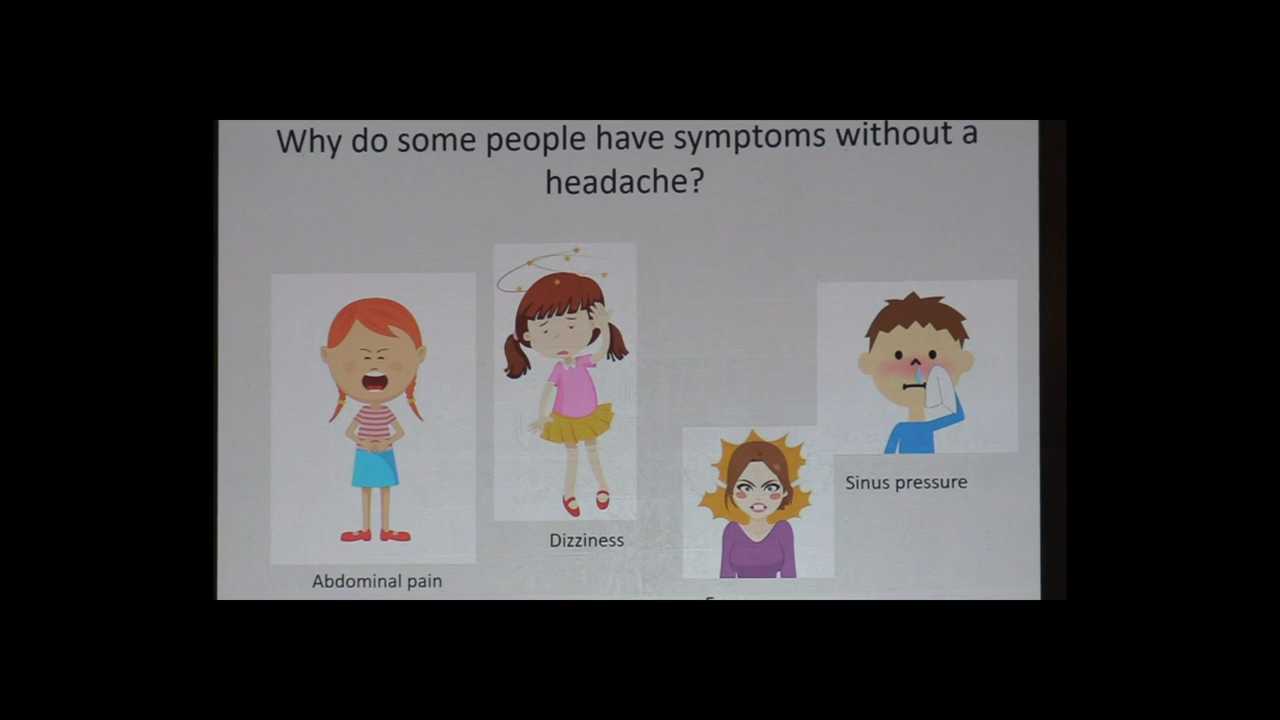 Why do some people have symptoms without a
headache?
Sinus pressure
Dizziness
Abdominal pain